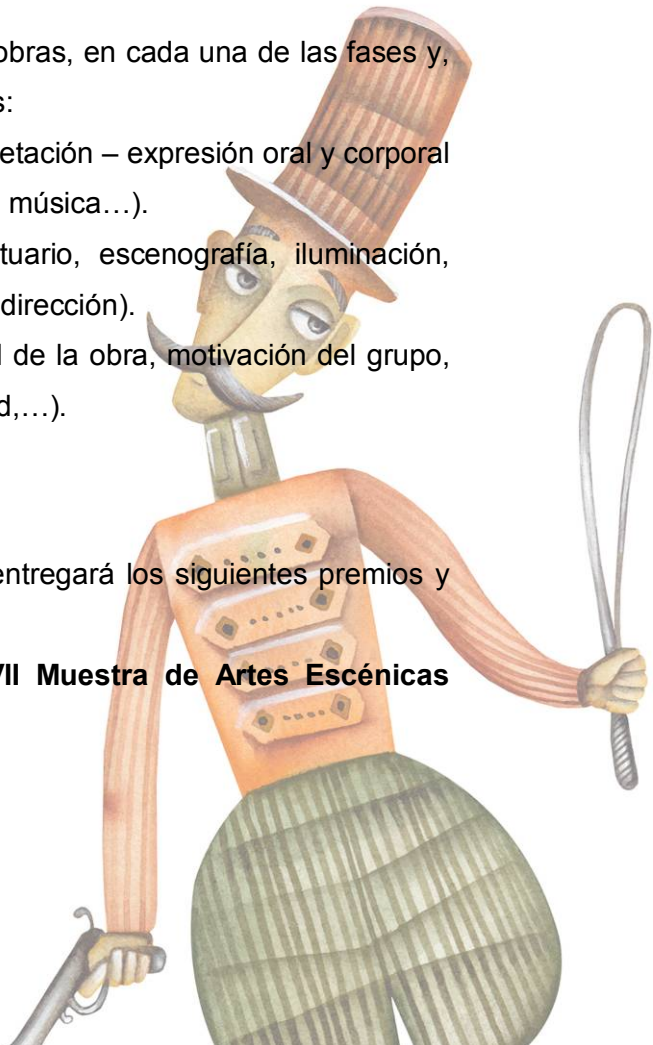 obras, en cada una de las fases y,
s:
etación – expresión oral y corporal
música…).
tuario, escenografía, iluminación,
dirección).
l de la obra, motivación del grupo,
d,…).
entregará los siguientes premios y
VII Muestra de Artes Escénicas